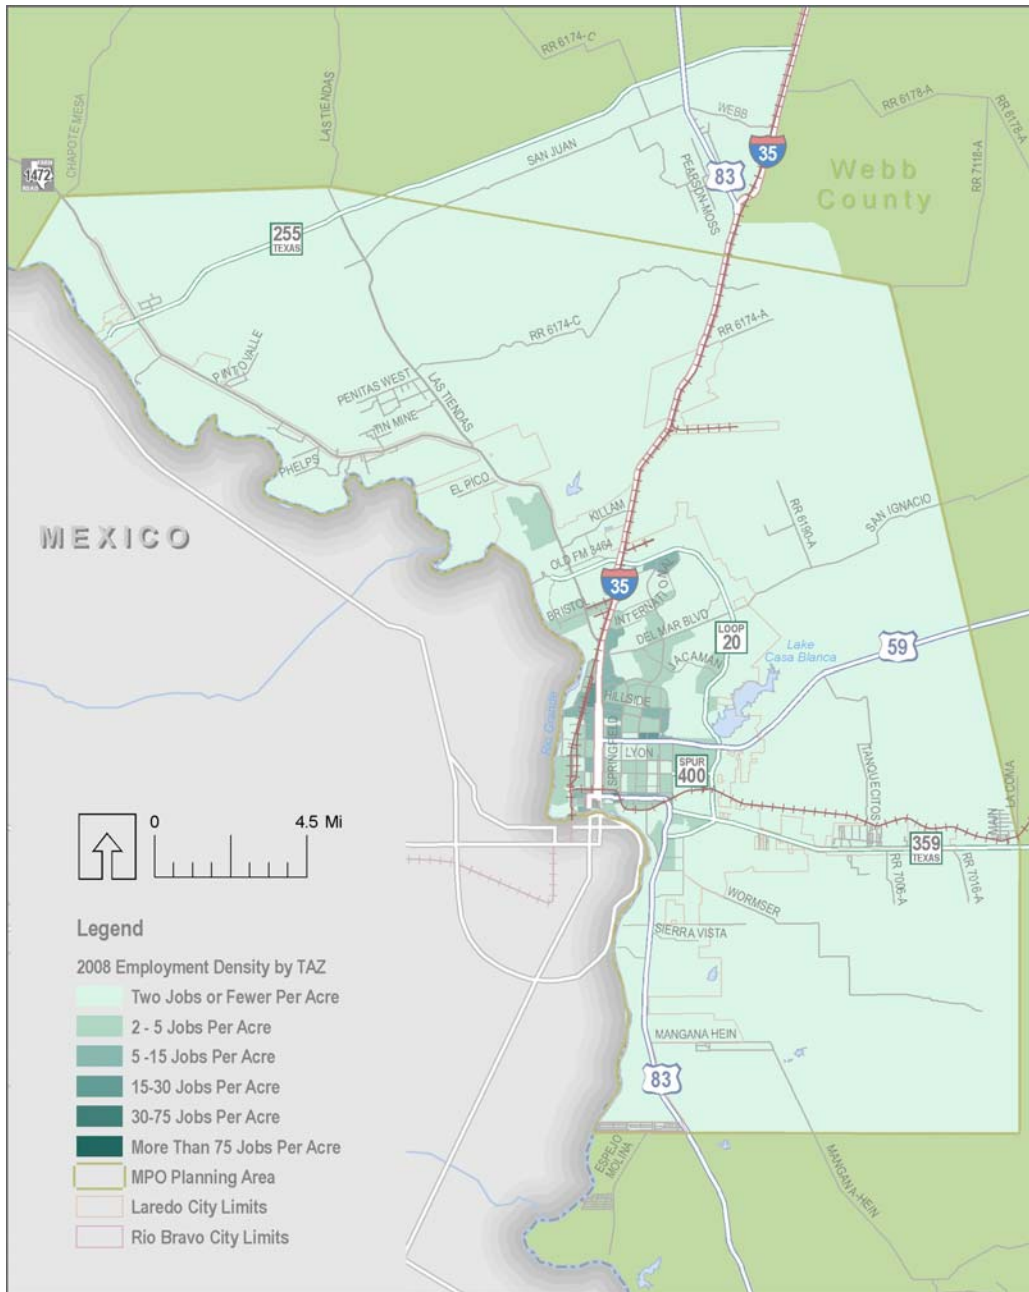 RR 6174-C
CHAPOTE MESA
LAS TIENDAS
RR 6178-A
RR 6178-A
WEBB
SAN JUAN
35
1472
83
PEARSON-MOSS
RR 7118-A
Webb
County
255
TEXAS
RR 6174-C
RR 6174-A
PINTO VALLE
PENITAS WEST
LAS TIENDAS
TIN MINE
PHELPS
EL PICO
KILLAM
RR 6190-A
SAN IGNACIO
MEXICO
OLD FM 3464
35
INTERNATIONAL
BRISTOL
DEL MAR BLVD
LOOP
20
Lake
Casa Blanca
59
JACAMAN
HILLSIDE
Rio Grande
SPRINGFIELD
LYON
SPUR
400
TANQUECITOS
LA COMA
359
TEXAS
RR 7006-A
RR 7016-A
0 4.5 Mi
WORMSER
SIERRA VISTA
MANGANA HEIN
83
ESPEJO
MOLINA
MANGANA-HEIN
Legend
2008 Employment Density by TAZ
Two Jobs or Fewer Per Acre
2 - 5 Jobs Per Acre
5 -15 Jobs Per Acre
15-30 Jobs Per Acre
30-75 Jobs Per Acre
More Than 75 Jobs Per Acre
MPO Planning Area
Laredo City Limits
Rio Bravo City Limits